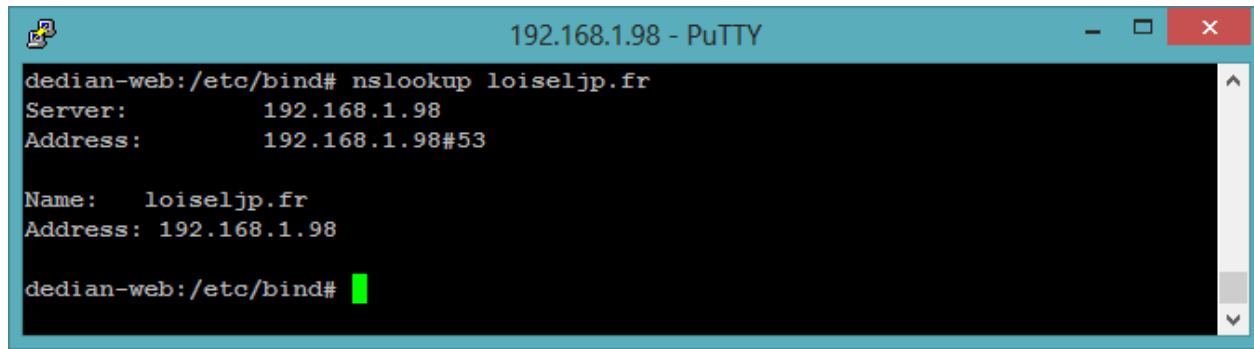 192.168.1.98 - PuTTY
dedian-web:/etc/bind# nslookup loiseljp.fr
Server:         192.168.1.98
Address:        192.168.1.98#53
Name:   loiseljp.fr
Address: 192.168.1.98
dedian-web:/etc/bind#